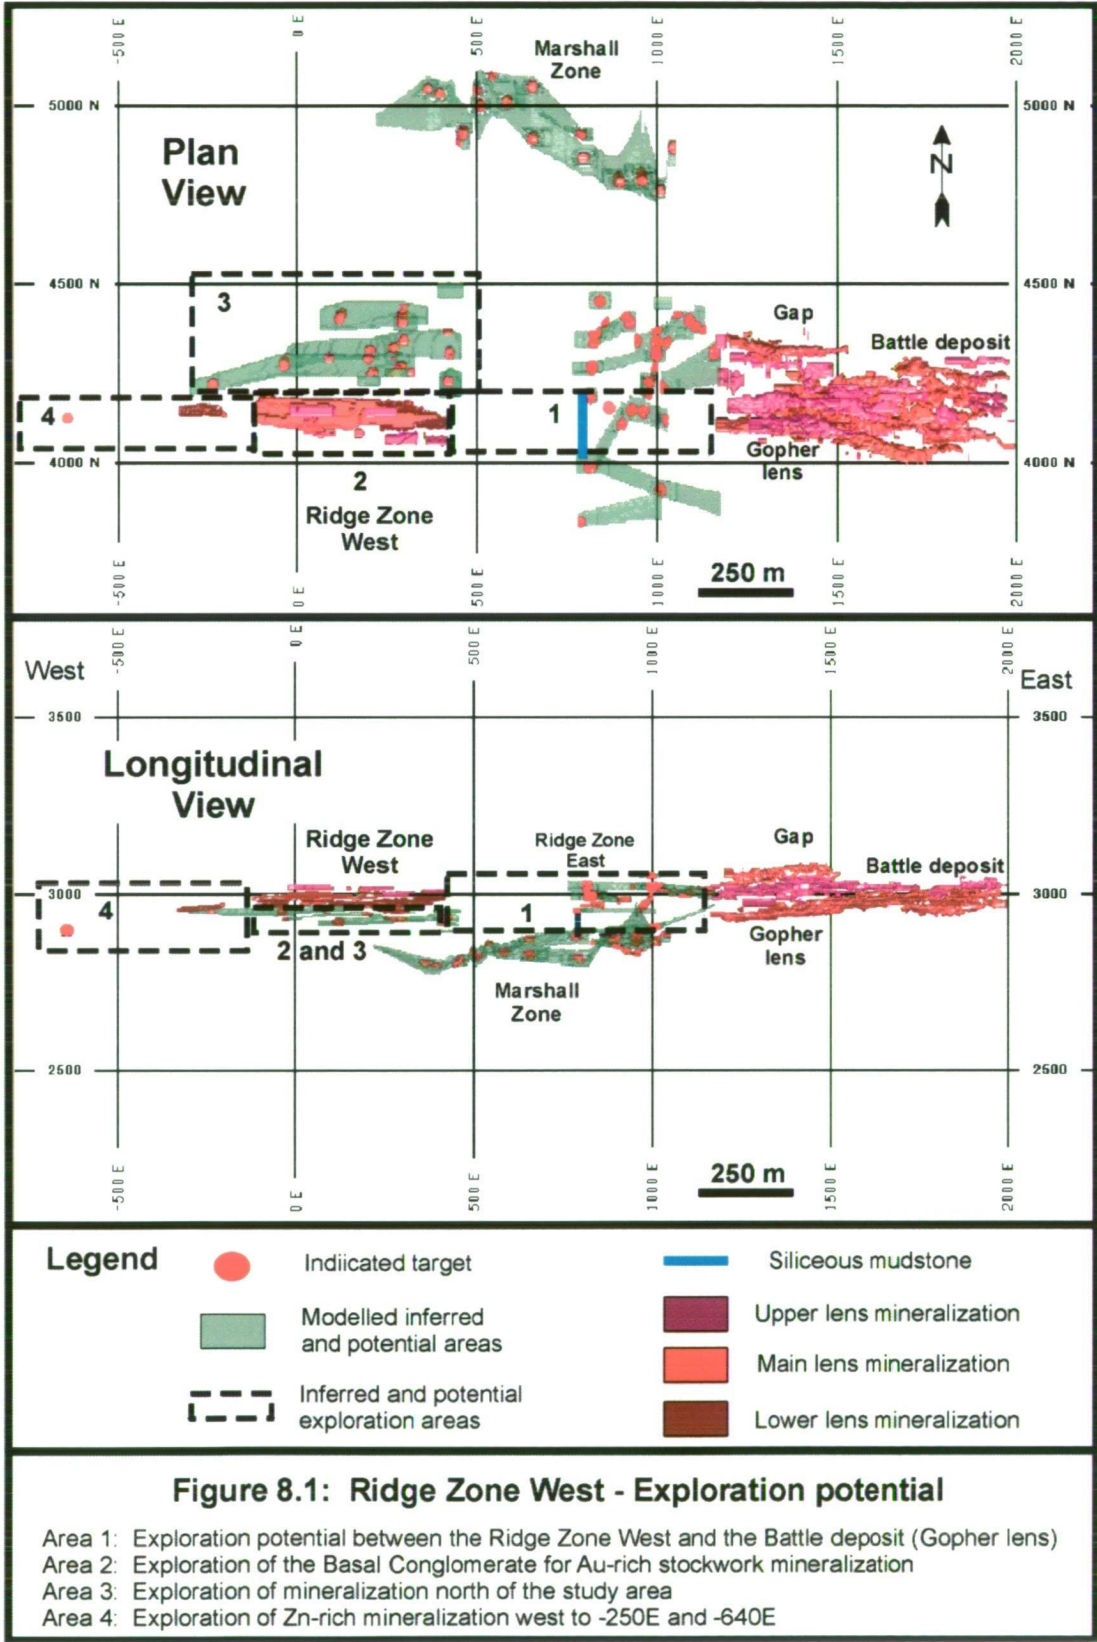 -500 E
0 E
500 E
1000 E
1500 E
2000 E
Marshall
Zone
5000 N
5000 N
Plan
View
N
4500 N
4500 N
3
Gap
Battle deposit
4
1
Gopher
lens
4000 N
4000 N
2
Ridge Zone
West
250 m
-500 E
0 E
500 E
1000 E
1500 E
2000 E
-500 E
0 E
500 E
1000 E
1500 E
2000 E
West
East
3500
3500
Longitudinal
View
Ridge Zone
West
Ridge Zone
East
Gap
Battle deposit
3000
3000
4
1
2 and 3
Gopher
lens
Marshall
Zone
2500
2500
250 m
-500 E
0 E
500 E
1000 E
1500 E
2000 E
Legend
Indiicated target
Modelled inferred
and potential areas
Inferred and potential
exploration areas
Siliceous mudstone
Upper lens mineralization
Main lens mineralization
Lower lens mineralization
Figure 8.1: Ridge Zone West - Exploration potential
Area 1: Exploration potential between the Ridge Zone West and the Battle deposit (Gopher lens)
Area 2: Exploration of the Basal Conglomerate for Au-rich stockwork mineralization
Area 3: Exploration of mineralization north of the study area
Area 4: Exploration of Zn-rich mineralization west to -250E and -640E